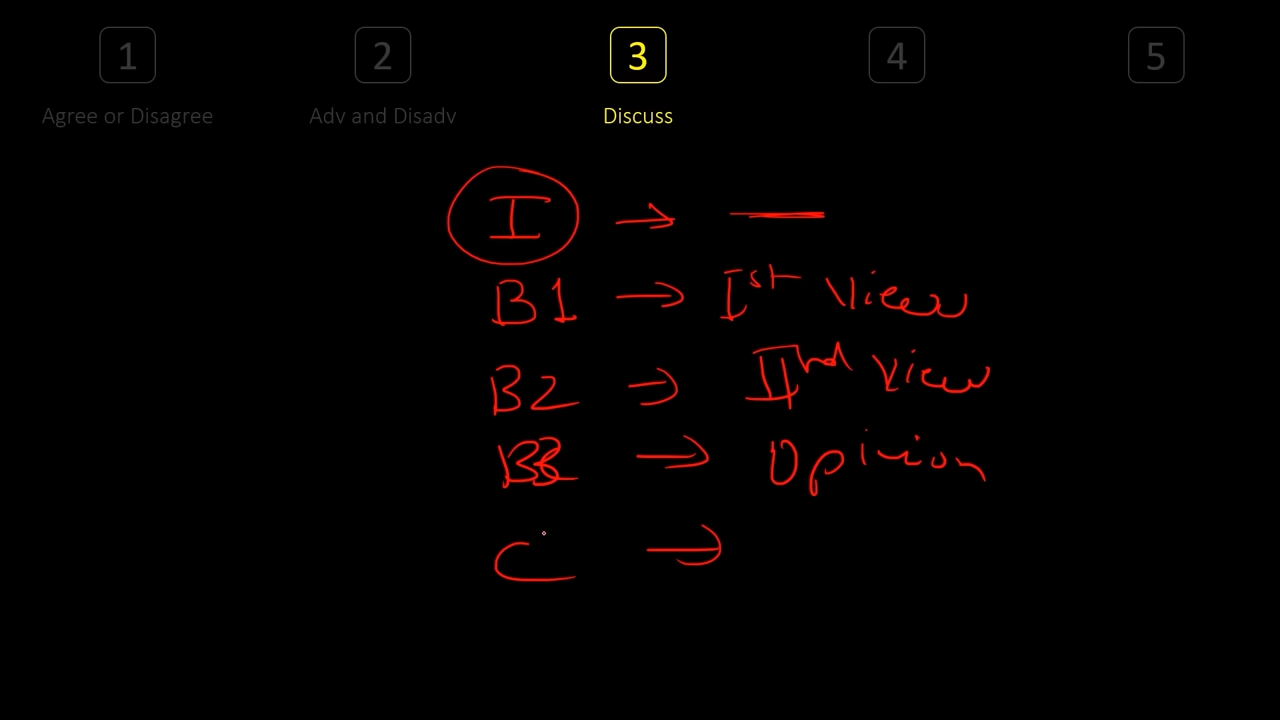 1 2 3 4 5
Agree or Disagree Adv and Disadv Discuss
I →
B1 → Ist View
B2 → IInd View
B3 → Opinion
C →